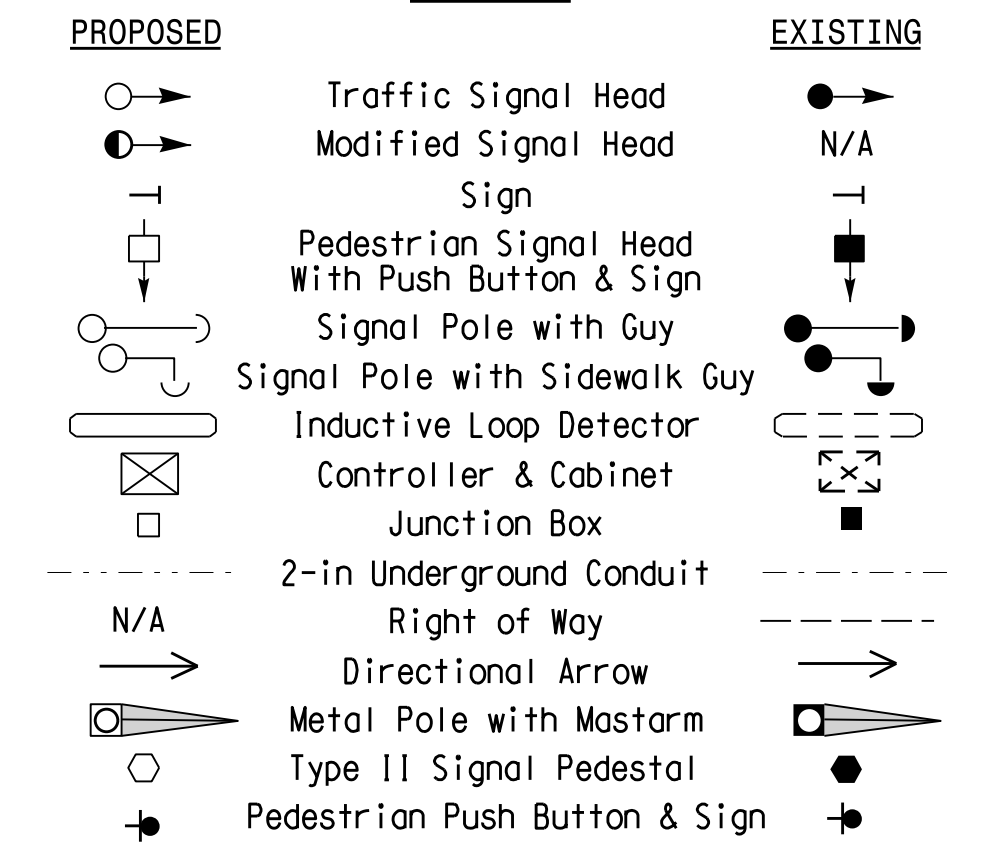 PROPOSED EXISTING
Traffic Signal Head
Modified Signal Head N/A
Sign
Pedestrian Signal Head
With Push Button & Sign
Signal Pole with Guy
Signal Pole with Sidewalk Guy
Inductive Loop Detector
Controller & Cabinet
Junction Box
2-in Underground Conduit
N/A Right of Way
Directional Arrow
Metal Pole with Mastarm
Type II Signal Pedestal
Pedestrian Push Button & Sign